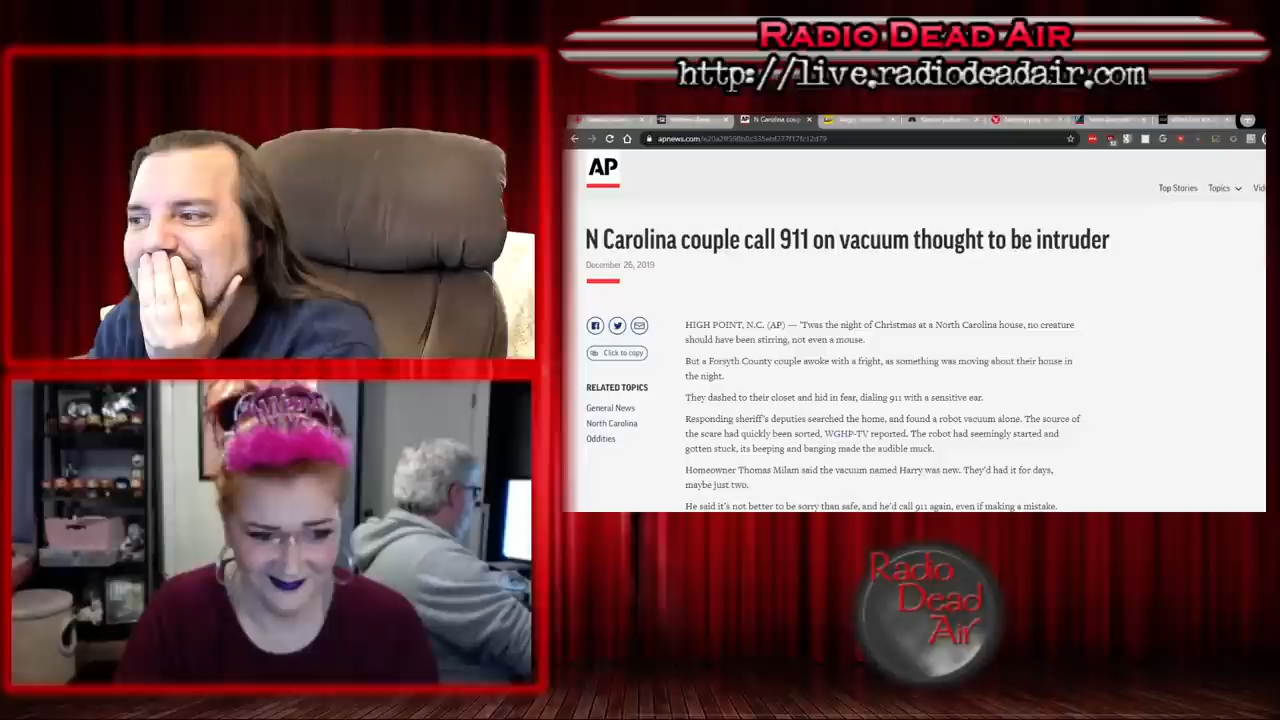 RADIO DEAD AIR
http://live.radiodeadair.com
N Carolina coup
apnews.com/
AP
Top Stories Topics
N Carolina couple call 911 on vacuum thought to be intruder
December 26, 2019
HIGH POINT, N.C. (AP) — 'Twas the night of Christmas at a North Carolina house, no creature
should have been stirring, not even a mouse.
But a Forsyth County couple awoke with a fright, as something was moving about their house in
the night.
They dashed to their closet and hid in fear, dialing 911 with a sensitive ear.
Responding sheriff's deputies searched the home, and found a robot vacuum alone. The source of
the scare had quickly been sorted, WGHP-TV reported. The robot had seemingly started and
gotten stuck, its beeping and banging made the audible muck.
Homeowner Thomas Milam said the vacuum named Harry was new. They'd had it for days,
maybe just two.
He said it's not better to be sorry than safe, and he'd call 911 again, even if making a mistake.
Click to copy
RELATED TOPICS
General News
North Carolina
Oddities
Radio
Dead
Air